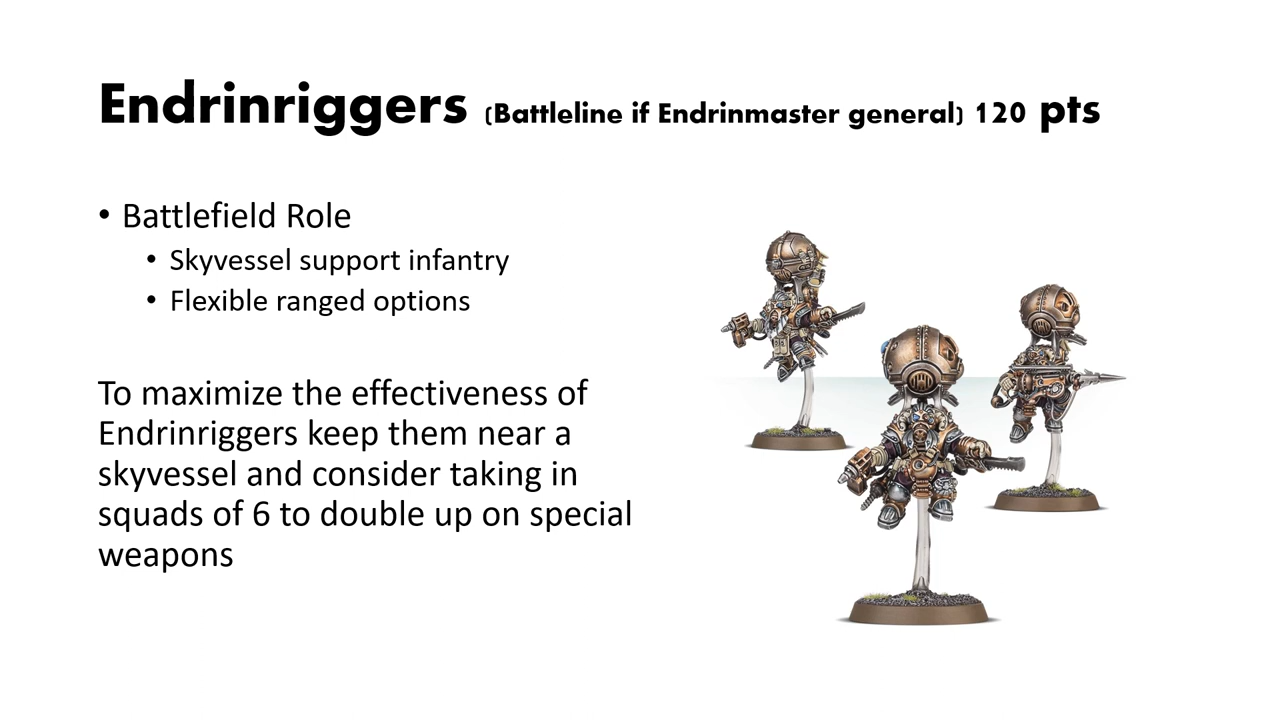 Endrinriggers (Battleline if Endrinmaster general) 120 pts
• Battlefield Role
• Skyvessel support infantry
• Flexible ranged options
To maximize the effectiveness of
Endrinriggers keep them near a
skyvessel and consider taking in
squads of 6 to double up on special
weapons